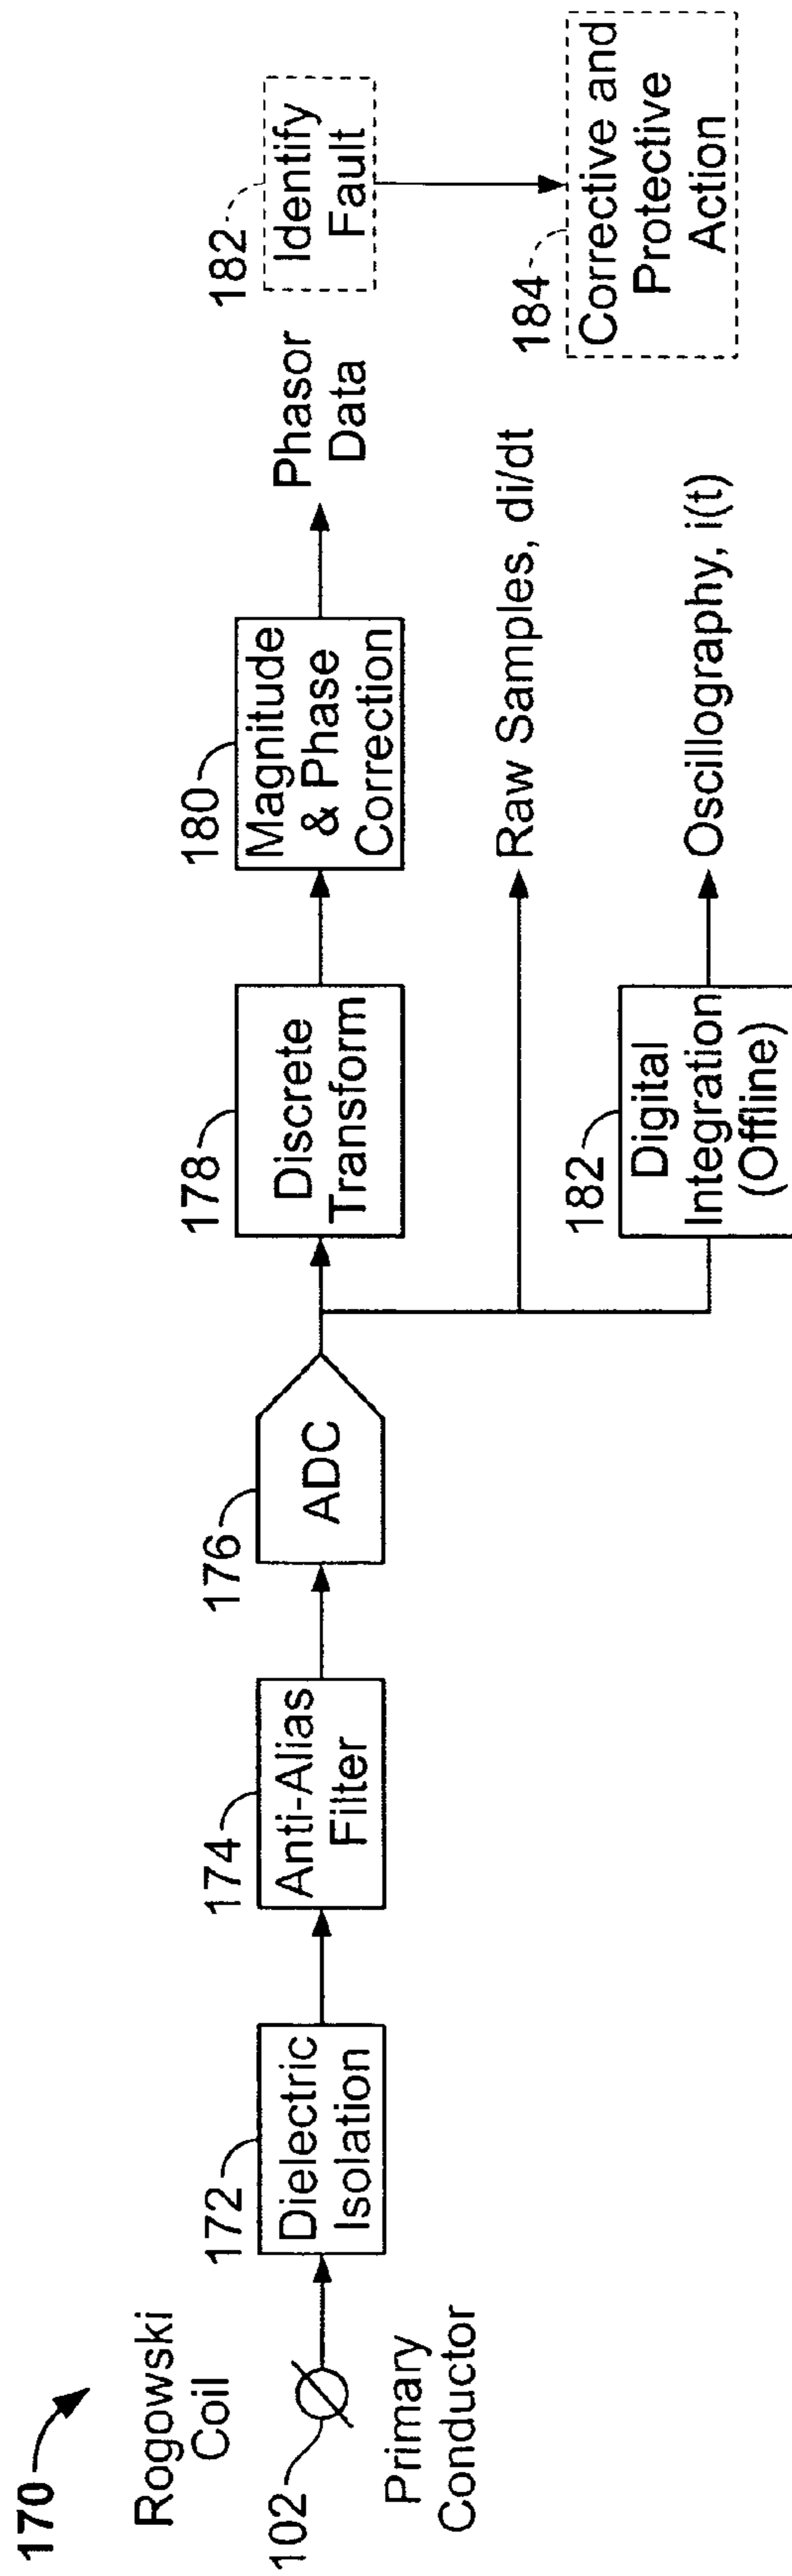 170
Rogowski
Coil
102
Primary
Conductor
172
Dielectric
Isolation
174
Anti-Alias
Filter
176
ADC
178
Discrete
Transform
180
Magnitude
& Phase
Correction
Phasor
Data
182
Identify
Fault
184
Corrective and
Protective
Action
Raw Samples, di/dt
182
Digital
Integration
(Offline)
Oscillography, i(t)